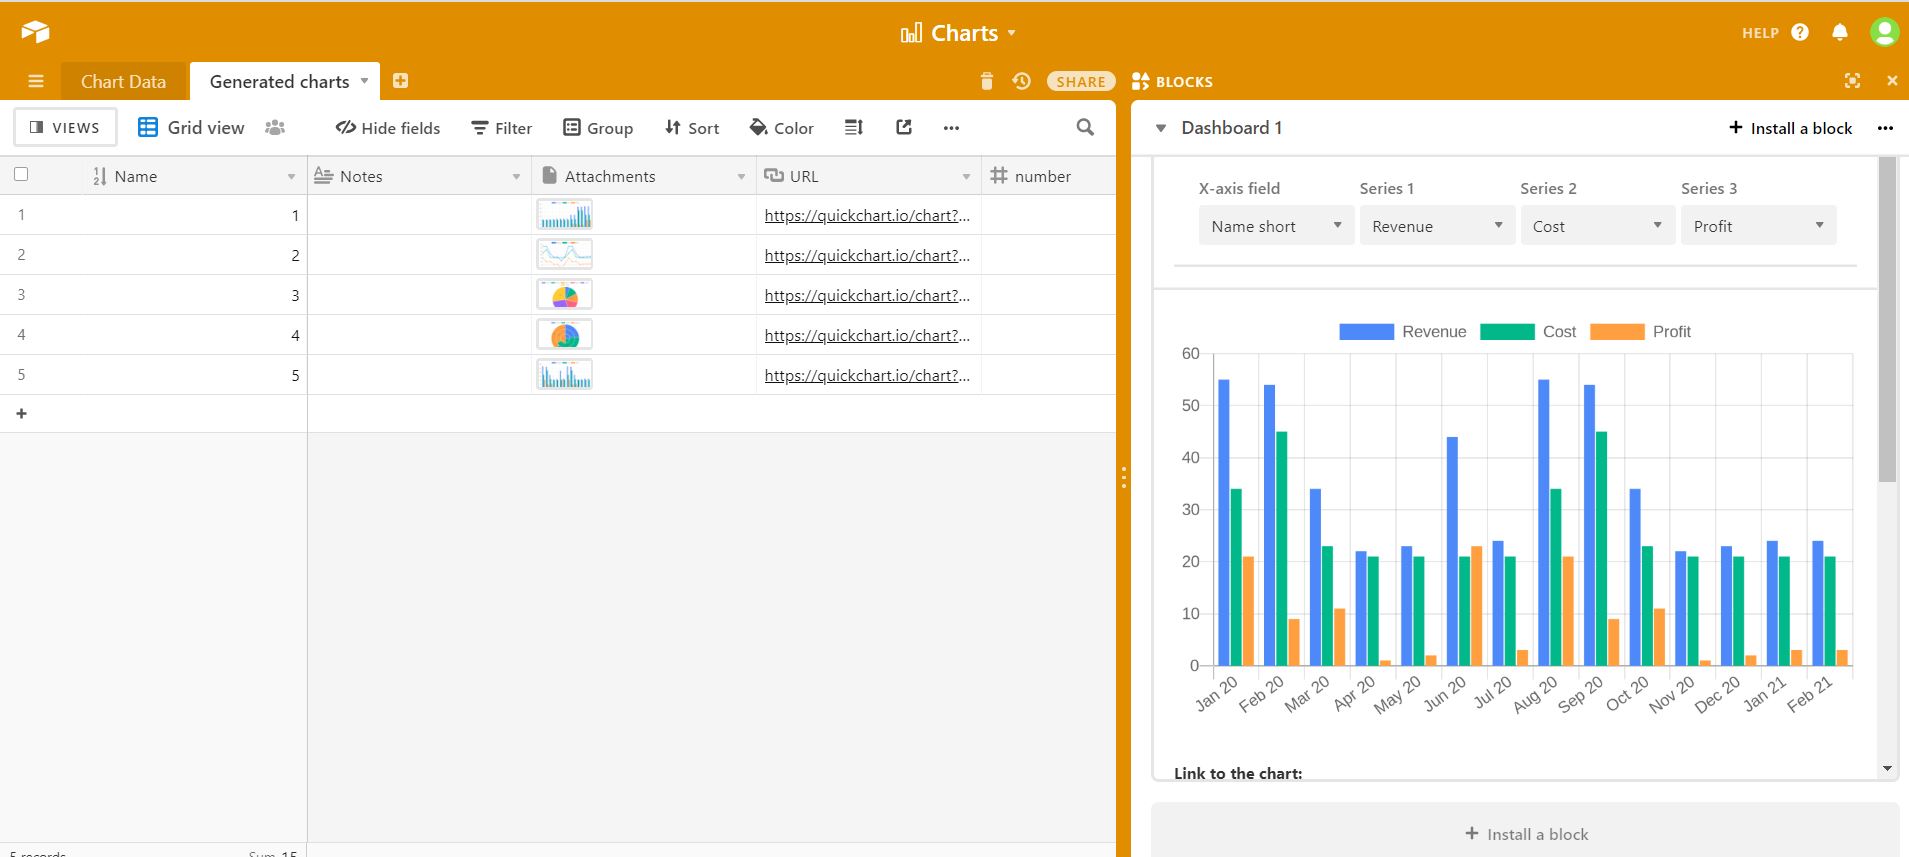 Charts
HELP
Chart Data
Generated charts
SHARE
BLOCKS
VIEWS
Grid view
Hide fields
Filter
Group
Sort
Color
Dashboard 1
+ Install a block
Name
Notes
Attachments
URL
number
1 1 https://quickchart.io/chart?...
2 2 https://quickchart.io/chart?...
3 3 https://quickchart.io/chart?...
4 4 https://quickchart.io/chart?...
5 5 https://quickchart.io/chart?...
+
5 records
Sum 15
X-axis field Series 1 Series 2 Series 3
Name short Revenue Cost Profit
Revenue Cost Profit
60
50
40
30
20
10
0
Jan 20 Feb 20 Mar 20 Apr 20 May 20 Jun 20 Jul 20 Aug 20 Sep 20 Oct 20 Nov 20 Dec 20 Jan 21 Feb 21
Link to the chart:
+ Install a block